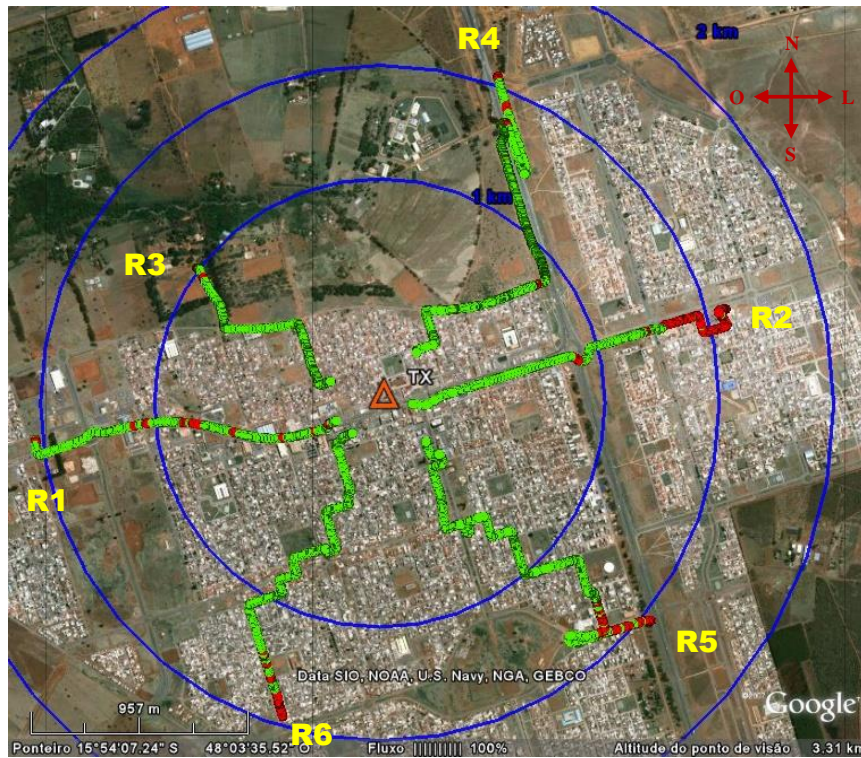 R4
2 km
N
O L
S
1 km
R3
R2
TX
R1
R5
Data SIO, NOAA, U.S. Navy, NGA, GEBCO
957 m
R6
Google
Ponteiro 15°54'07.24" S 48°03'35.52" O Fluxo 100% Altitude do ponto de visão 3.31 k